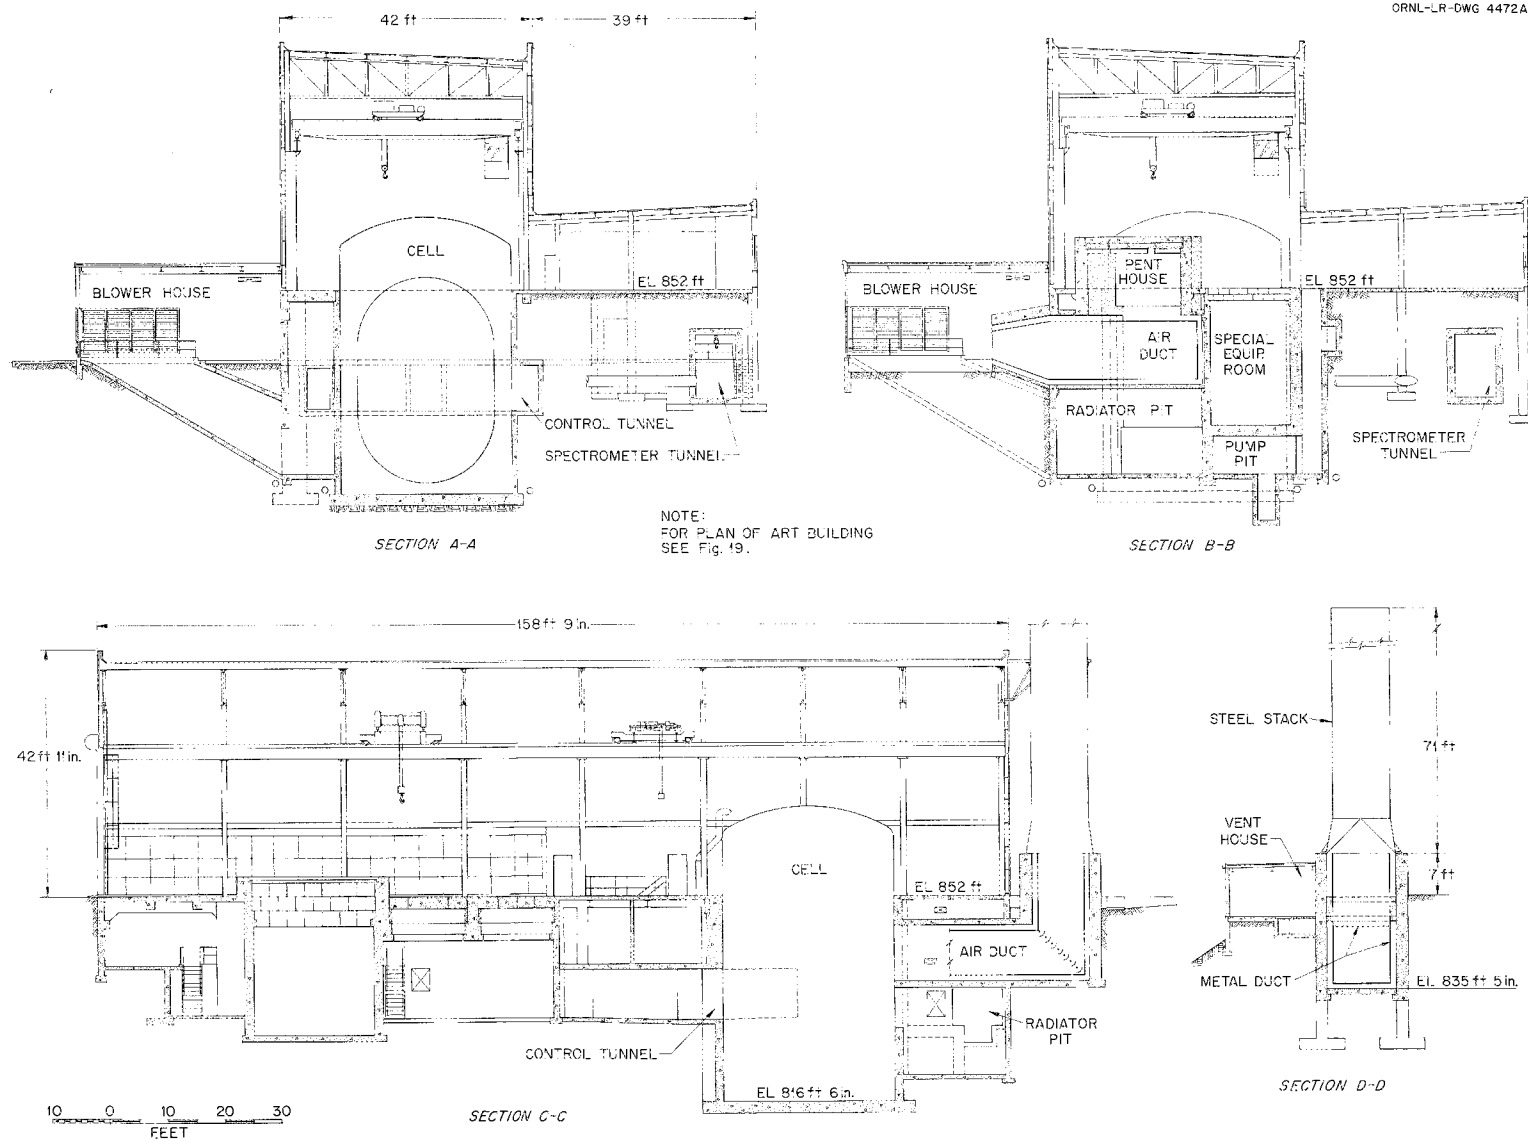 ORNL-LR-DWG 4472A
42 ft
39 ft
CELL
EL 852 ft
BLOWER HOUSE
CONTROL TUNNEL
SPECTROMETER TUNNEL
SECTION A-A
PENT
HOUSE
EL 852 ft
BLOWER HOUSE
AIR
DUCT
SPECIAL
EQUIP.
ROOM
RADIATOR PIT
PUMP
PIT
SPECTROMETER
TUNNEL
SECTION B-B
NOTE:
FOR PLAN OF ART BUILDING
SEE Fig. 19.
158 ft 9 in.
42 ft 11 in.
CELL
EL 852 ft
AIR DUCT
RADIATOR
PIT
CONTROL TUNNEL
EL 816 ft 6 in.
10 0 10 20 30
FEET
SECTION C-C
STEEL STACK
71 ft
VENT
HOUSE
7 ft
METAL DUCT
EL 835 ft 5 in.
SECTION D-D